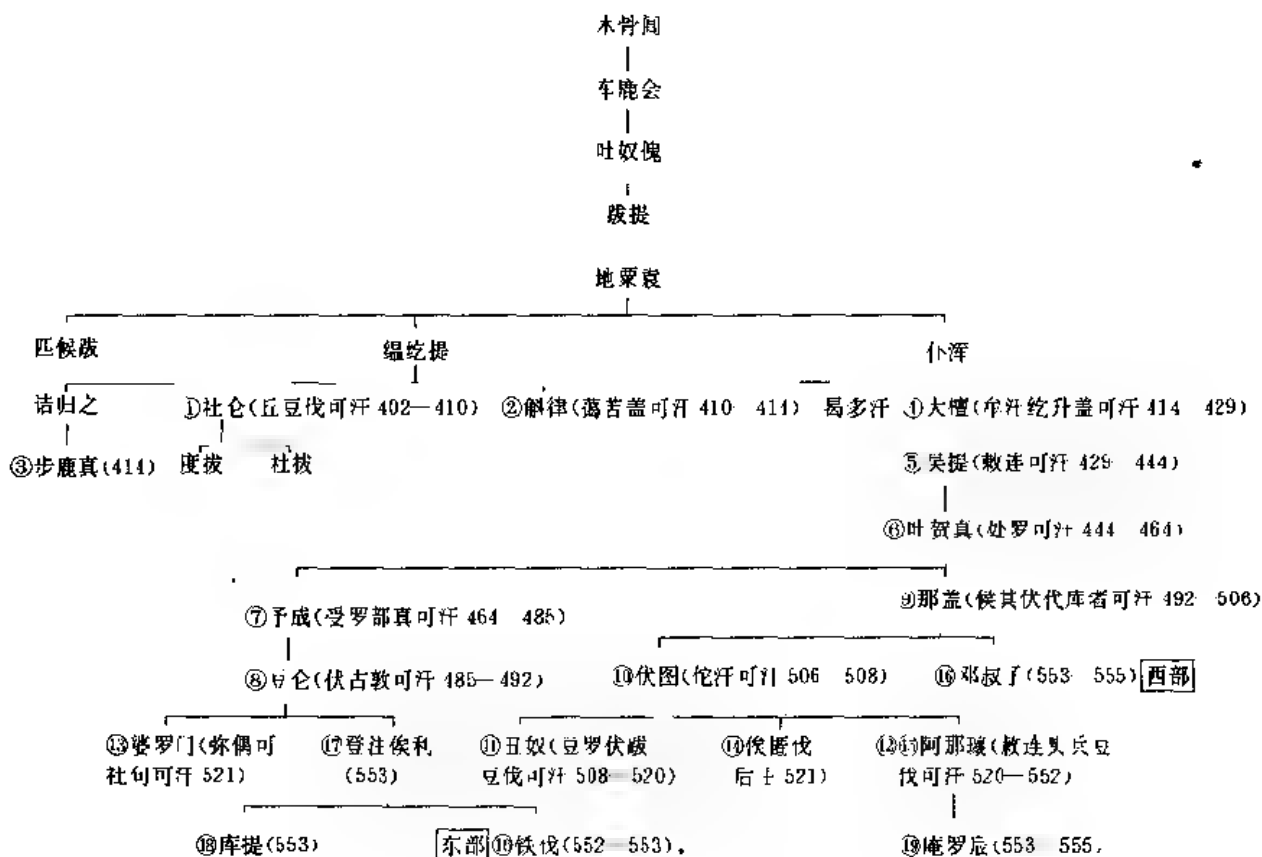 木骨闾
车鹿会
吐奴傀
跋提
地粟袁
匹候跋 缊纥提 仆浑
诘归之 ①社仑(丘豆伐可汗 402—410) ②斛律(蔼苦盖可汗 410 414) 曷多汗 大檀(牟汗纥升盖可汗 414 429)
③步鹿真(414) 度拔 社拔 ⑤吴提(敕连可汗 429 444)
⑥吐贺真(处罗可汗 444 464)
⑦予成(受罗部真可汗 464 485) ⑨那盖(候其伏代库者可汗 492 506)
⑧豆仑(伏古敦可汗 485—492) ⑩伏图(佗汗可汗 506 508) ⑯邓叔子(553 555) 西部
⑬婆罗门(弥偶可社句可汗 521) ⑰登注俟利(553) ⑪丑奴(豆罗伏跋豆伐可汗 508—520) ⑭俟匿伐 521) 阿那瓌(敕连头兵豆伐可汗 520—552)
⑱库提(553) 东部 铁伐(552—553), ⑲庵罗辰(553 555,